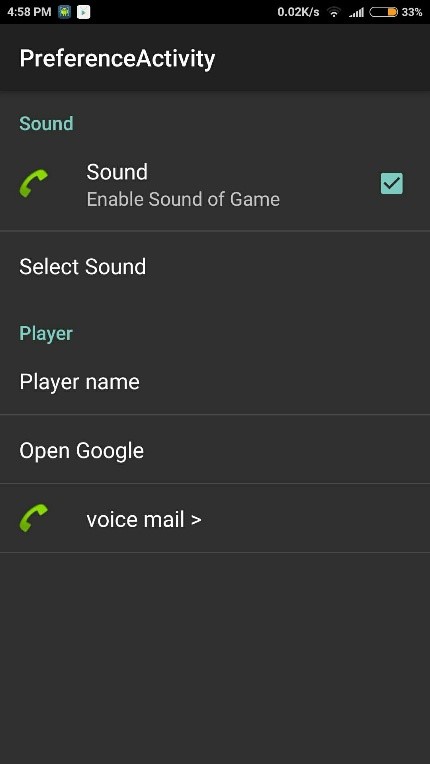 4:58 PM 0.02K/s 33%
PreferenceActivity
Sound
Sound
Enable Sound of Game
Select Sound
Player
Player name
Open Google
voice mail >